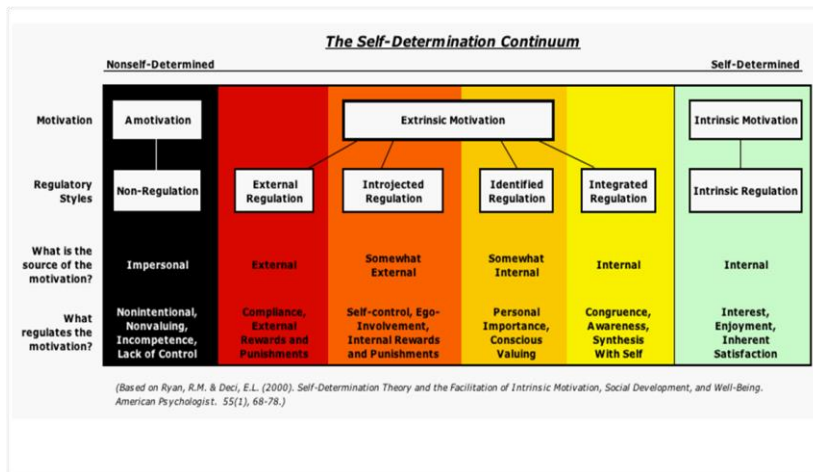 The Self-Determination Continuum
Nonself-Determined
Self-Determined
Motivation
Amotivation
Extrinsic Motivation
Intrinsic Motivation
Regulatory
Styles
Non-Regulation
External
Regulation
Introjected
Regulation
Identified
Regulation
Integrated
Regulation
Intrinsic Regulation
What is the
source of the
motivation?
Impersonal
External
Somewhat
External
Somewhat
Internal
Internal
Internal
What
regulates the
motivation?
Nonintentional,
Nonvaluing,
Incompetence,
Lack of Control
Compliance,
External
Rewards and
Punishments
Self-control, Ego-
Involvement,
Internal Rewards
and Punishments
Personal
Importance,
Conscious
Valuing
Congruence,
Awareness,
Synthesis
With Self
Interest,
Enjoyment,
Inherent
Satisfaction
(Based on Ryan, R.M. & Deci, E.L. (2000). Self-Determination Theory and the Facilitation of Intrinsic Motivation, Social Development, and Well-Being.
American Psychologist. 55(1), 68-78.)